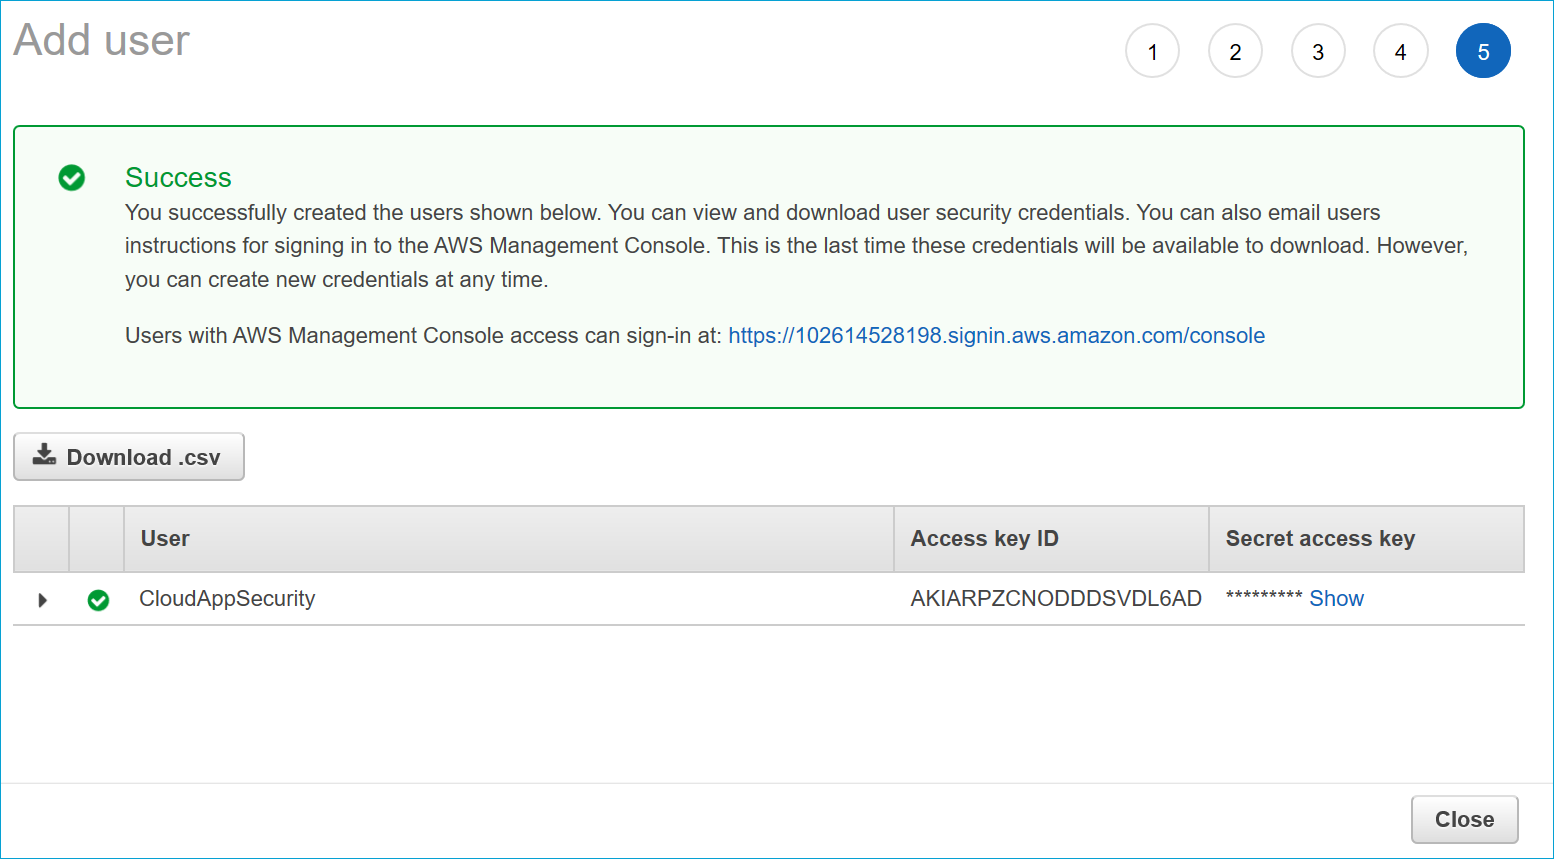 Add user
1 2 3 4 5
Success
You successfully created the users shown below. You can view and download user security credentials. You can also email users
instructions for signing in to the AWS Management Console. This is the last time these credentials will be available to download. However,
you can create new credentials at any time.
Users with AWS Management Console access can sign-in at: https://102614528198.signin.aws.amazon.com/console
Download .csv
User Access key ID Secret access key
CloudAppSecurity AKIARPZCNODDDSVDL6AD ********* Show
Close